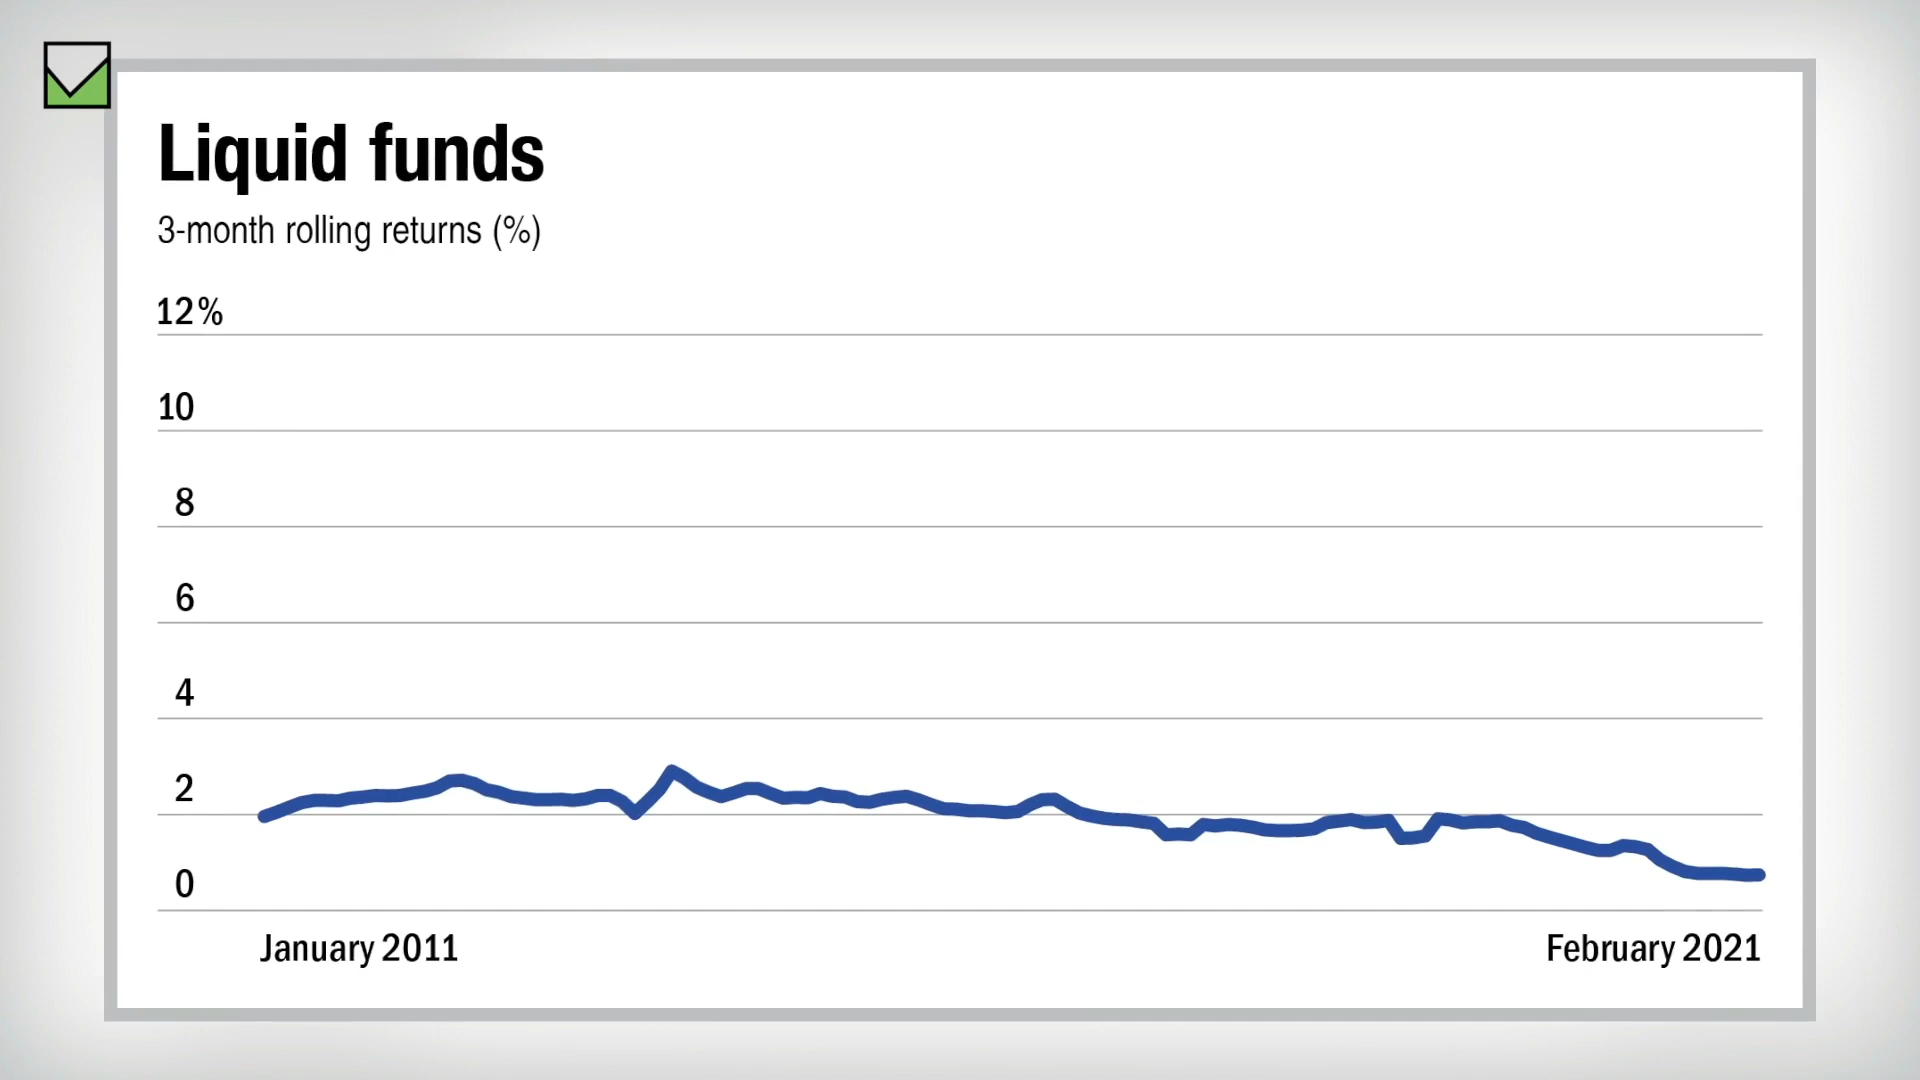 Liquid funds
3-month rolling returns (%)
12%
10
8
6
4
2
0
January 2011
February 2021